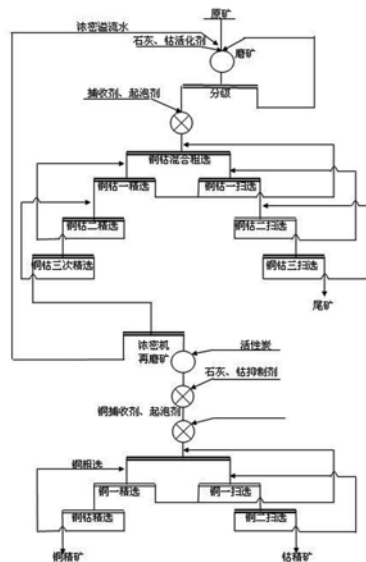 原矿
浓密溢流水
石灰、钴活化剂
磨矿
捕收剂、起泡剂
分级
铜钴混合粗选
铜钴一精选
铜钴一扫选
铜钴二精选
铜钴二扫选
铜钴三次精选
铜钴三扫选
尾矿
浓密机
再磨矿
活性炭
石灰、钴抑制剂
铜捕收剂、起泡剂
铜粗选
铜一精选
铜一扫选
铜钴精选
铜二扫选
铜精矿
钴精矿